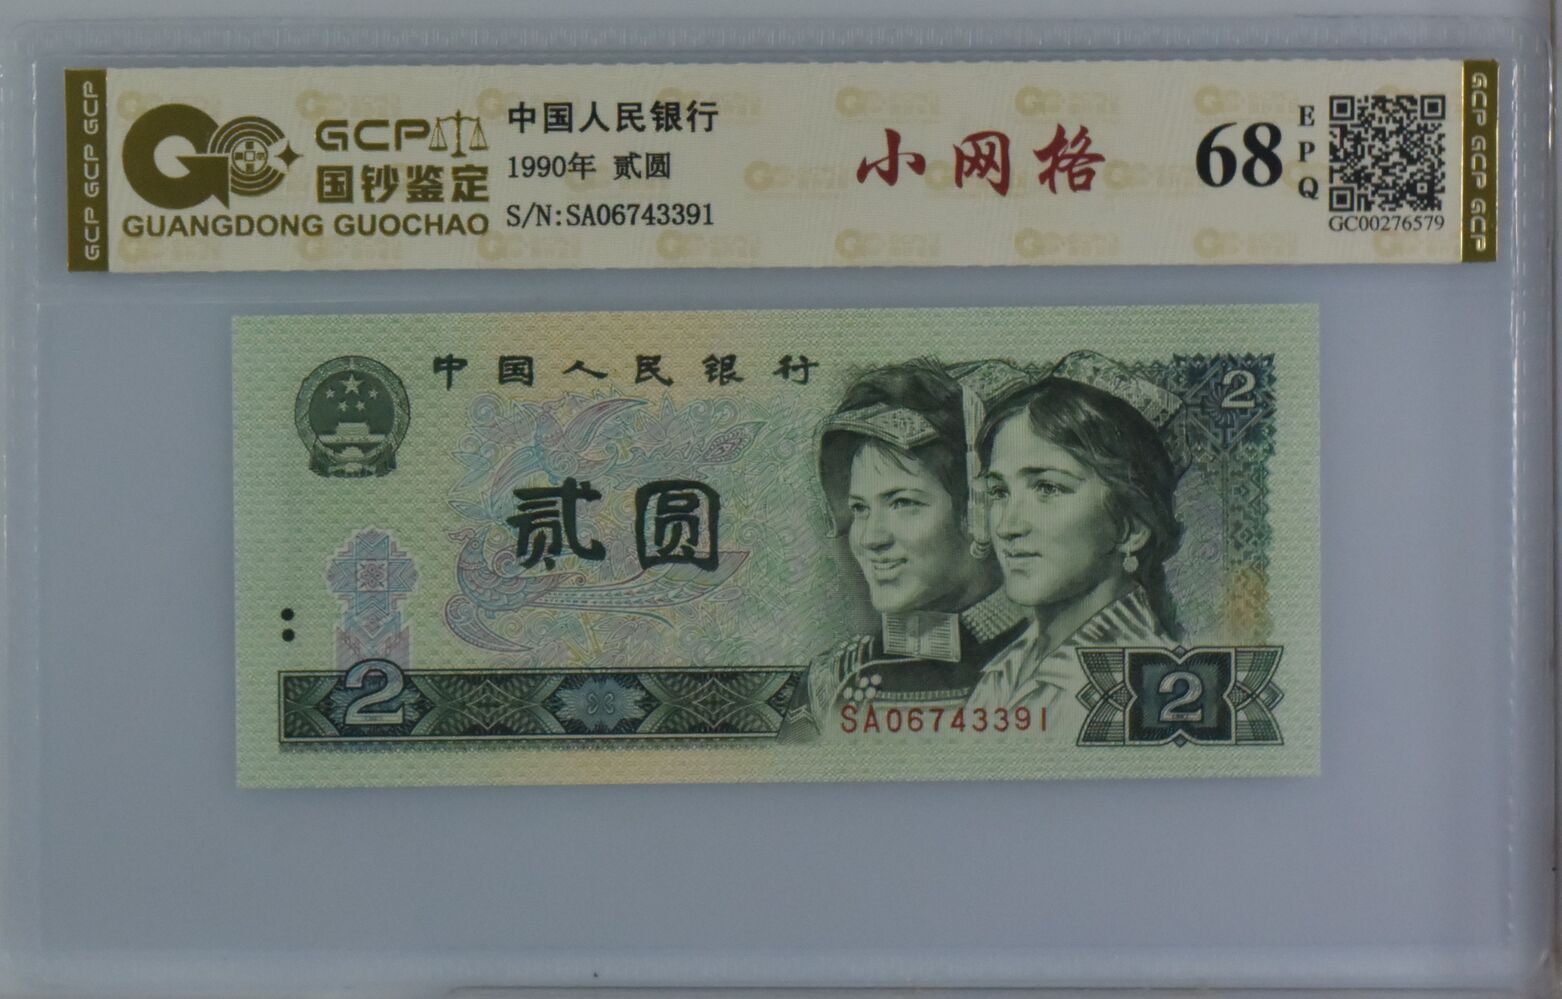 GCP GCP GCP
GCP
国钞鉴定
GUANGDONG GUOCHAO
中国人民银行
1990年 贰圆
S/N:SA06743391
小网格
68
EPQ
GC00276579
GCP GCP GCP
中国人民银行
2
贰圆
2
SA06743391
2